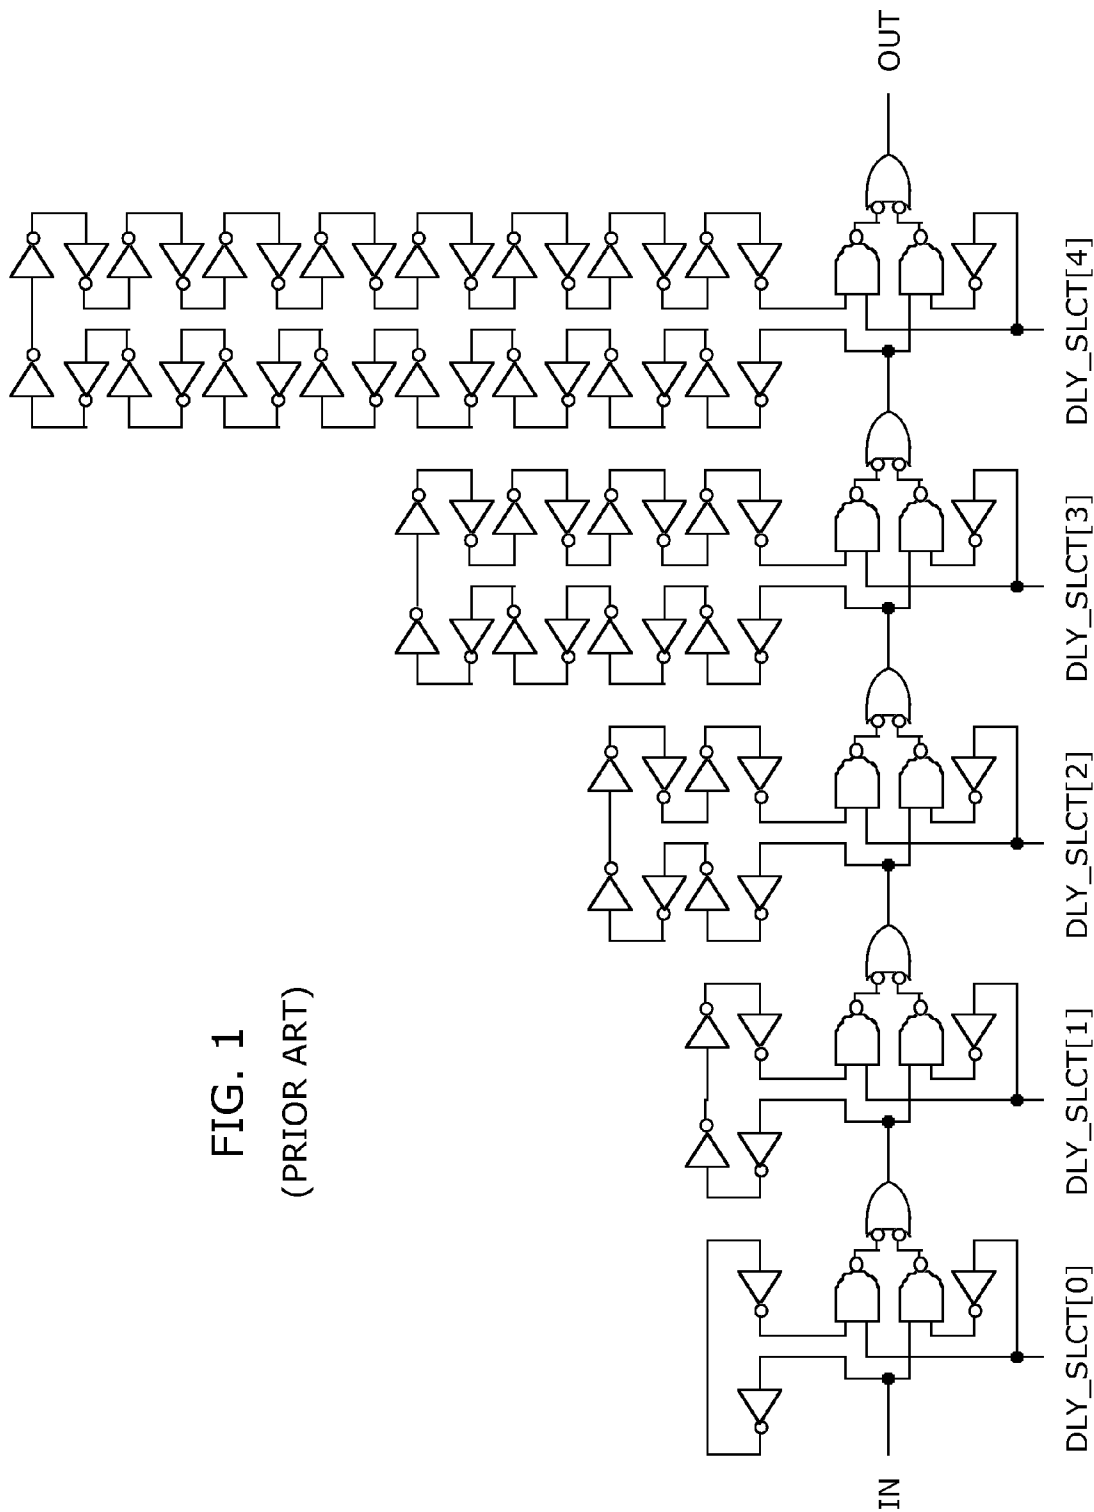 FIG. 1
(PRIOR ART)
IN
OUT
DLY_SLCT[0]
DLY_SLCT[1]
DLY_SLCT[2]
DLY_SLCT[3]
DLY_SLCT[4]